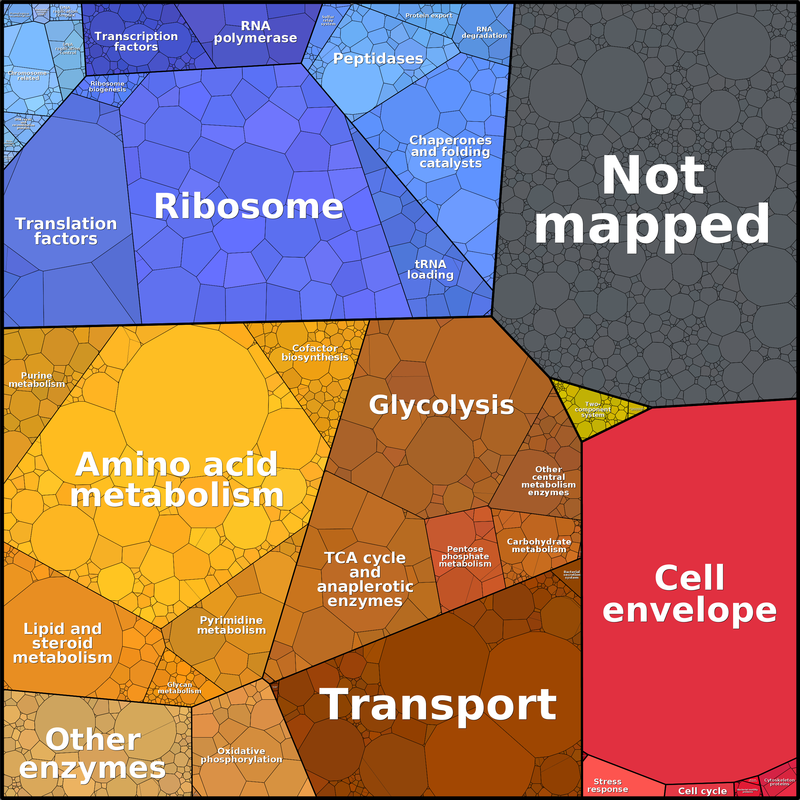 Transcription
factors
RNA
polymerase
Protein export
RNA
degradation
Peptidases
Chromosome
related
Ribosome
biogenesis
Chaperones
and folding
catalysts
Not
mapped
Ribosome
Translation
factors
tRNA
loading
Cofactor
biosynthesis
Purine
metabolism
Glycolysis
Two-
component
system
Amino acid
metabolism
Other
central
metabolism
enzymes
TCA cycle
and
anaplerotic
enzymes
Pentose
phosphate
metabolism
Carbohydrate
metabolism
Cell
envelope
Lipid and
steroid
metabolism
Pyrimidine
metabolism
Glycan
metabolism
Transport
Other
enzymes
Oxidative
phosphorylation
Stress
response
Cell cycle
Cytoskeleton
proteins